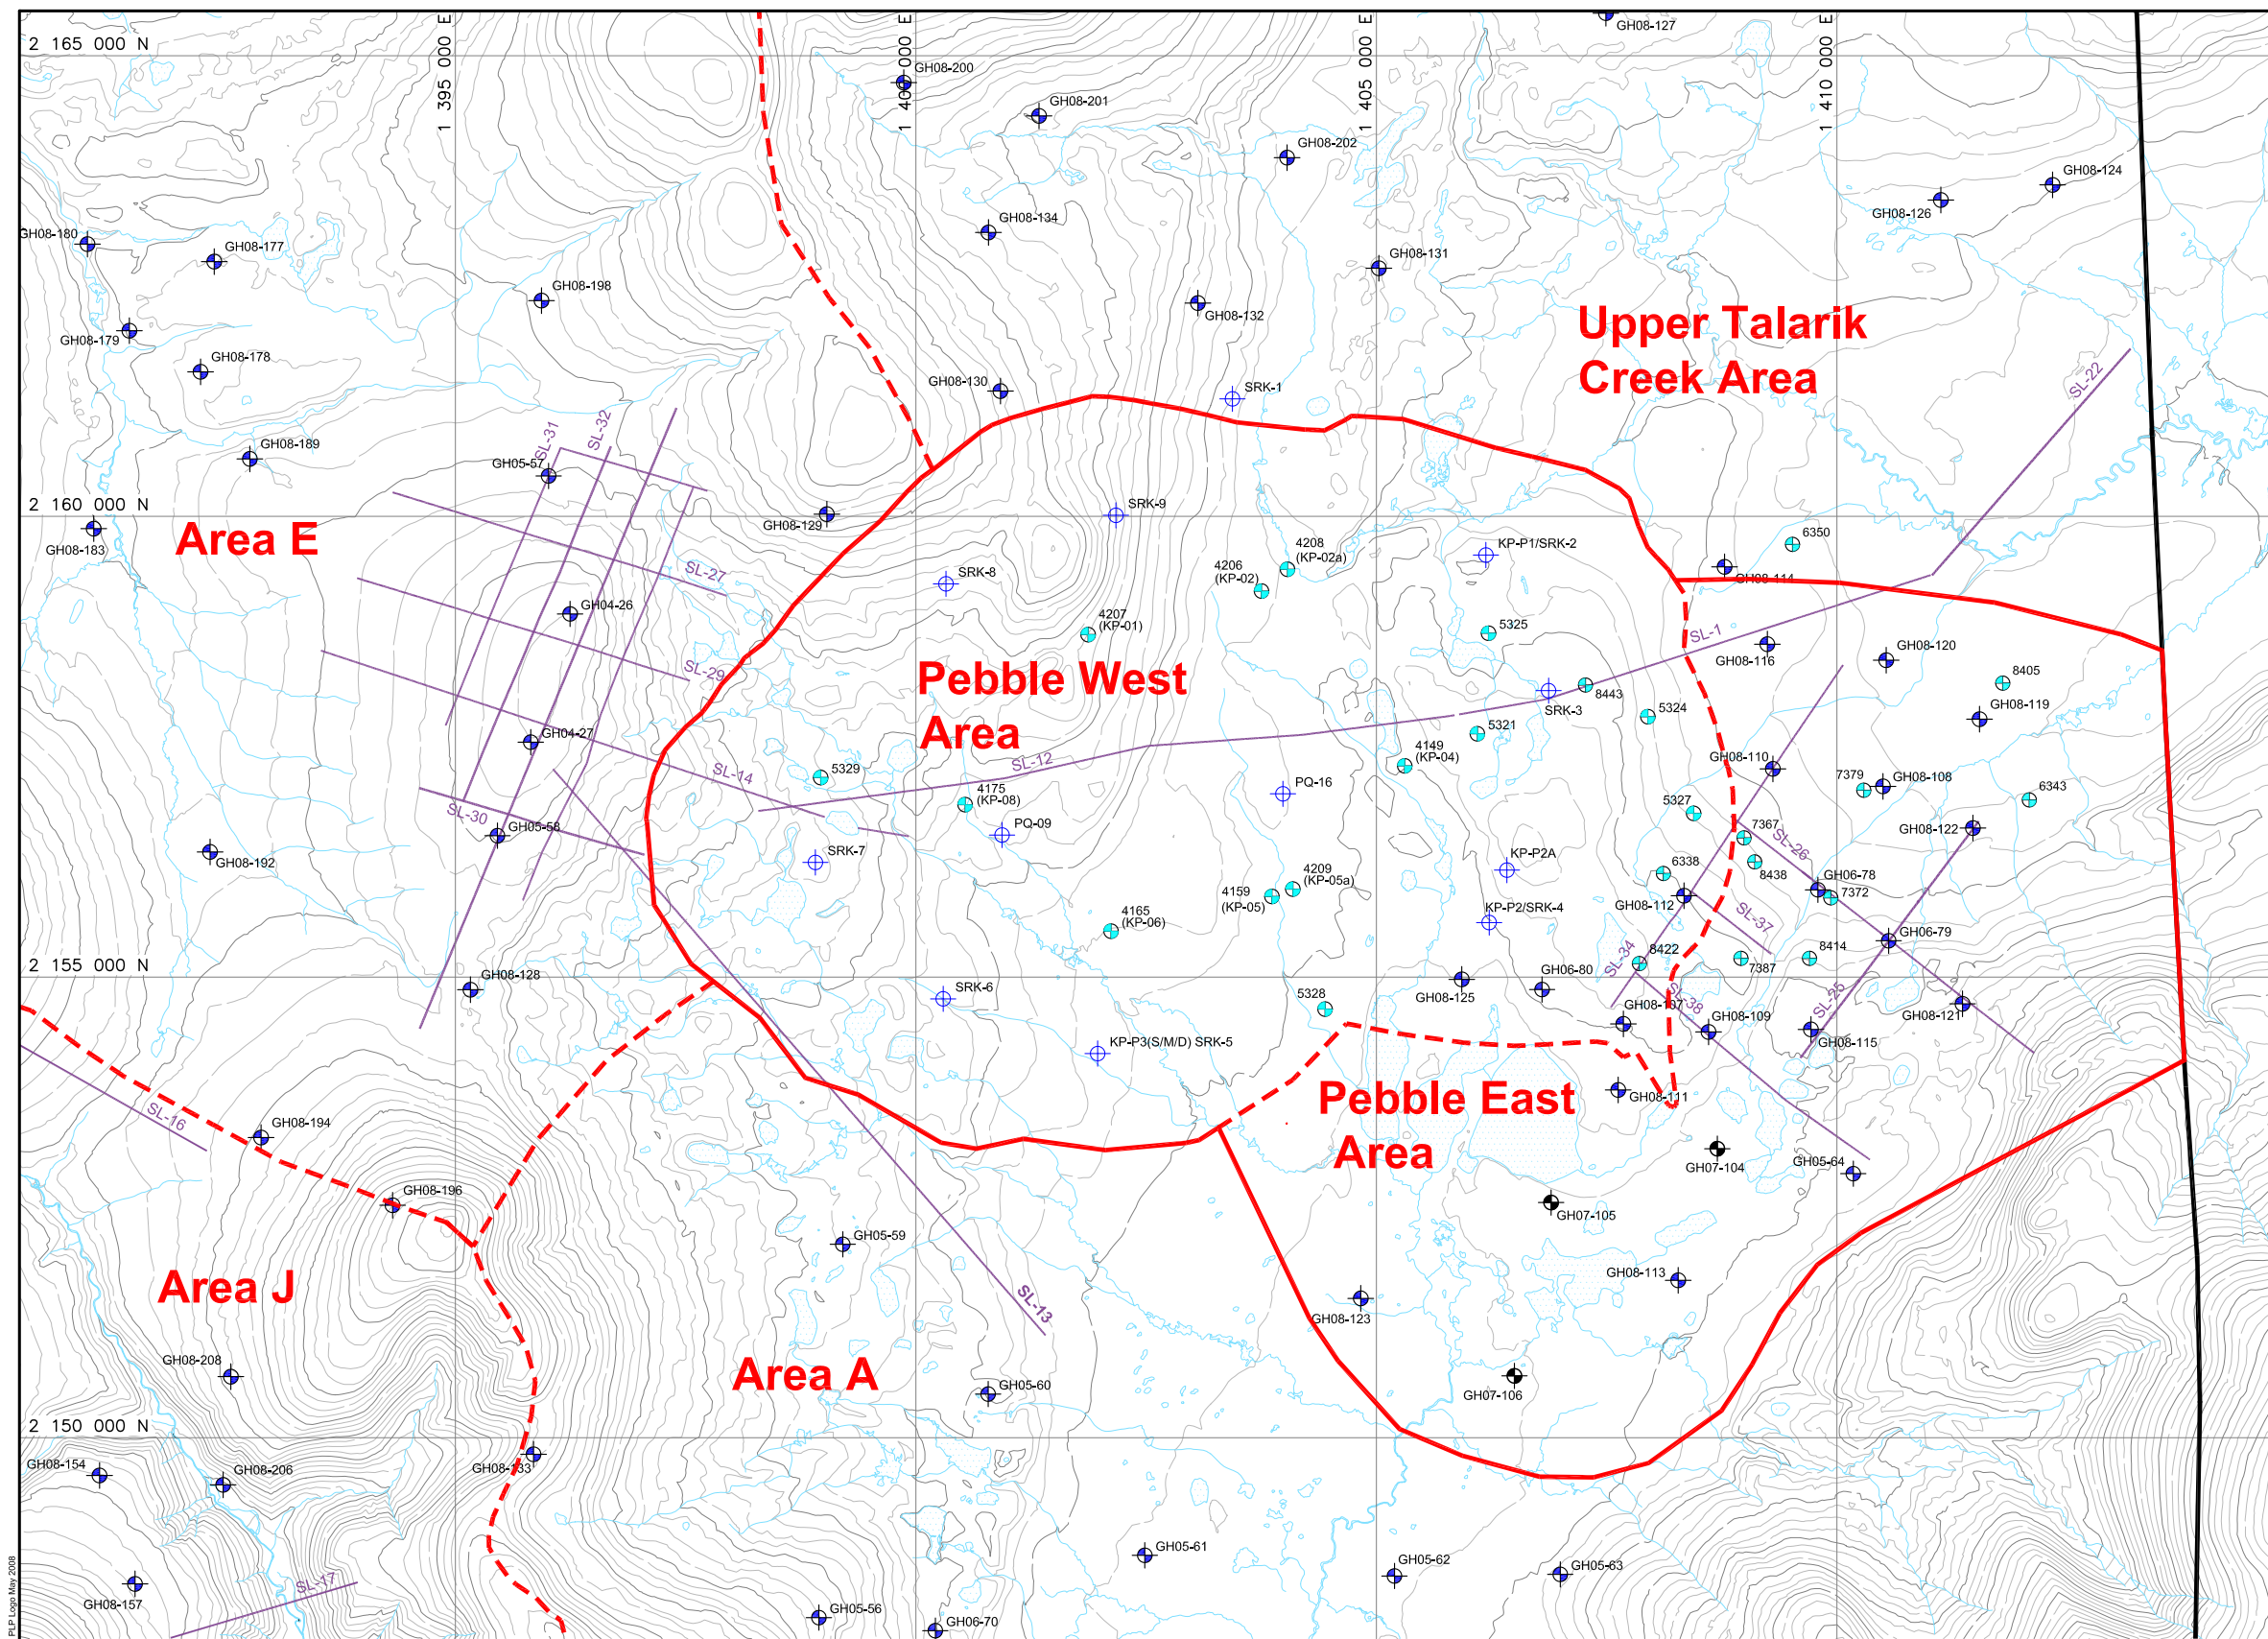 2 165 000 N
1 395 000 E
1 400 000 E
1 405 000 E
1 410 000 E
GH08-127
GH08-200
GH08-201
GH08-202
GH08-124
GH08-126
GH08-134
GH08-180
GH08-177
GH08-131
GH08-198
GH08-132
GH08-179
GH08-178
Upper Talarik
Creek Area
SL-22
GH08-130
SRK-1
SL-31
SL-32
GH08-189
GH05-57
2 160 000 N
GH08-129
SRK-9
GH08-183
Area E
KP-P1/SRK-2
6350
4208
(KP-02a)
4206
(KP-02)
GH08-114
SL-27
SRK-8
GH04-26
4207
(KP-01)
5325
SL-1
GH08-116
GH08-120
SL-29
Pebble West
Area
8405
8443
SRK-3
5324
GH08-119
GH04-27
5321
4149
(KP-04)
SL-12
SL-14
5329
GH08-110
7379
GH08-108
6343
4175
(KP-08)
PQ-16
SL-30
GH05-58
PQ-09
5327
7367
GH08-122
GH08-192
SRK-7
KP-P2A
SL-26
6338
8438
4209
(KP-05a)
4159
(KP-05)
GH06-78
7372
GH08-112
4165
(KP-06)
KP-P2/SRK-4
SL-37
GH06-79
2 155 000 N
SL-34
8422
7387
8414
GH08-128
SRK-6
GH08-125
GH06-80
SL-38
5328
GH08-107
GH08-109
SL-25
GH08-121
GH08-115
KP-P3(S/M/D) SRK-5
SL-16
Pebble East
Area
GH08-111
GH08-194
GH07-104
GH05-64
GH08-196
GH07-105
GH05-59
Area J
GH08-113
SL-13
GH08-123
GH08-208
Area A
GH05-60
GH07-106
2 150 000 N
GH08-154
GH08-206
GH08-133
GH05-61
GH05-62
GH05-63
SL-17
GH08-157
GH05-56
GH06-70
PLP Logo May 2008